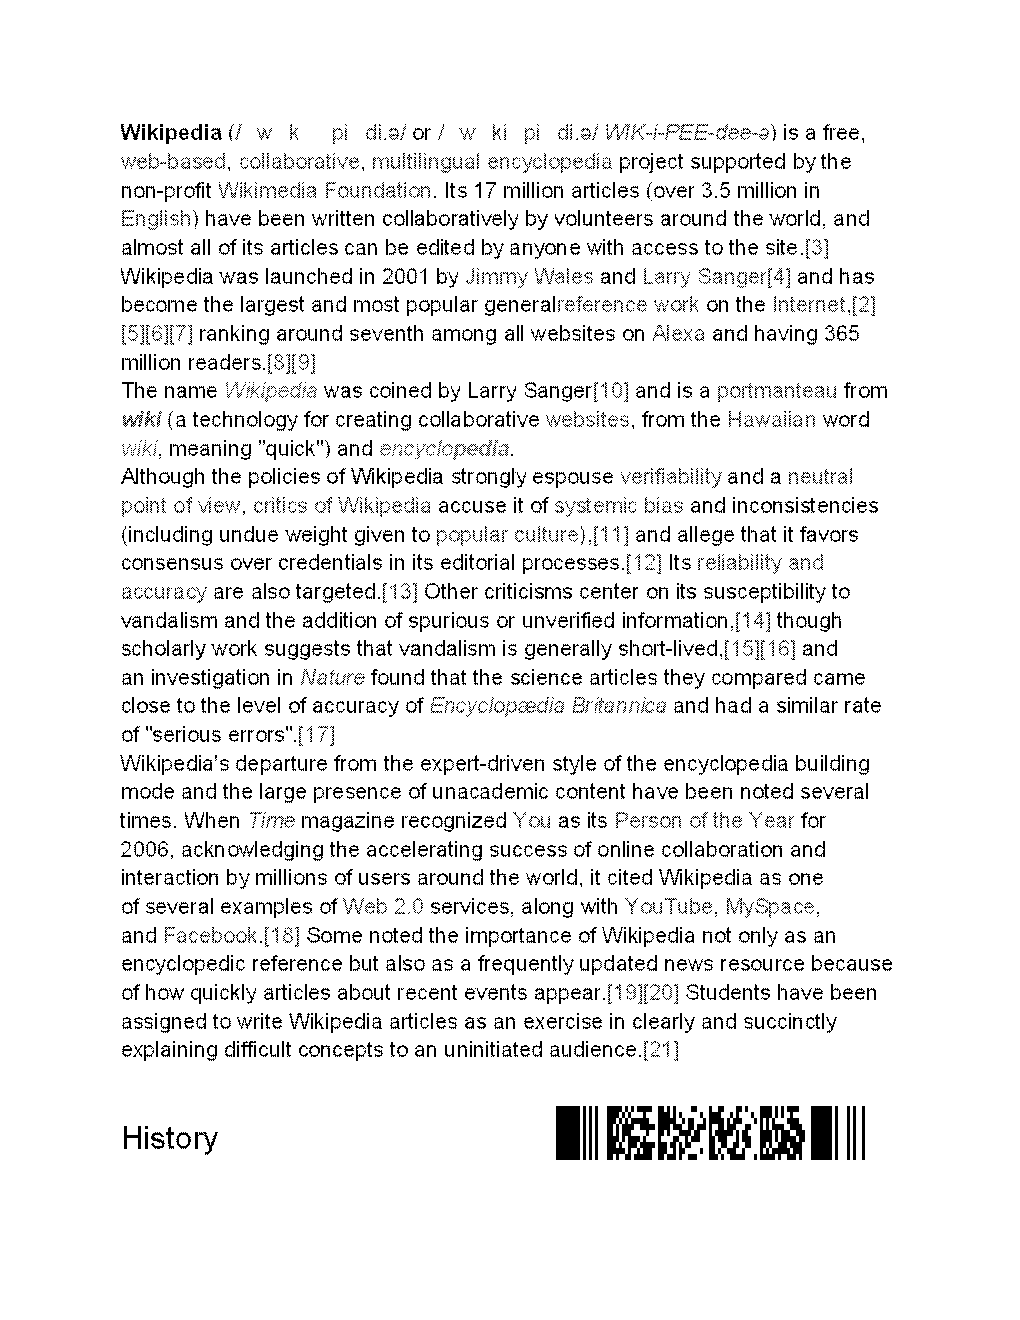 Wikipedia (/ w k pi di.ə/ or / w ki pi di.ə/ WIK-i-PEE-dee-ə) is a free,
web-based, collaborative, multilingual encyclopedia project supported by the
non-profit Wikimedia Foundation. Its 17 million articles (over 3.5 million in
English) have been written collaboratively by volunteers around the world, and
almost all of its articles can be edited by anyone with access to the site.[3]
Wikipedia was launched in 2001 by Jimmy Wales and Larry Sanger[4] and has
become the largest and most popular generalreference work on the Internet,[2]
[5][6][7] ranking around seventh among all websites on Alexa and having 365
million readers.[8][9]
The name Wikipedia was coined by Larry Sanger[10] and is a portmanteau from
wiki (a technology for creating collaborative websites, from the Hawaiian word
wiki, meaning "quick") and encyclopedia.
Although the policies of Wikipedia strongly espouse verifiability and a neutral
point of view, critics of Wikipedia accuse it of systemic bias and inconsistencies
(including undue weight given to popular culture),[11] and allege that it favors
consensus over credentials in its editorial processes.[12] Its reliability and
accuracy are also targeted.[13] Other criticisms center on its susceptibility to
vandalism and the addition of spurious or unverified information,[14] though
scholarly work suggests that vandalism is generally short-lived,[15][16] and
an investigation in Nature found that the science articles they compared came
close to the level of accuracy of Encyclopædia Britannica and had a similar rate
of "serious errors".[17]
Wikipedia's departure from the expert-driven style of the encyclopedia building
mode and the large presence of unacademic content have been noted several
times. When Time magazine recognized You as its Person of the Year for
2006, acknowledging the accelerating success of online collaboration and
interaction by millions of users around the world, it cited Wikipedia as one
of several examples of Web 2.0 services, along with YouTube, MySpace,
and Facebook.[18] Some noted the importance of Wikipedia not only as an
encyclopedic reference but also as a frequently updated news resource because
of how quickly articles about recent events appear.[19][20] Students have been
assigned to write Wikipedia articles as an exercise in clearly and succinctly
explaining difficult concepts to an uninitiated audience.[21]
History